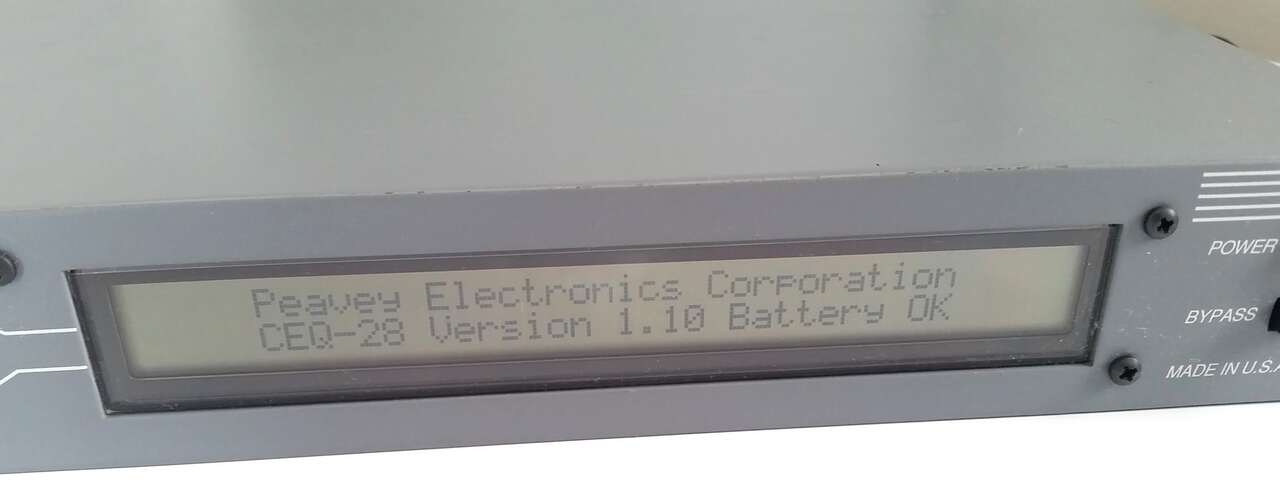 Peavey Electronics Corporation
CEQ-28 Version 1.10 Battery OK
POWER
BYPASS
MADE IN U.S.A